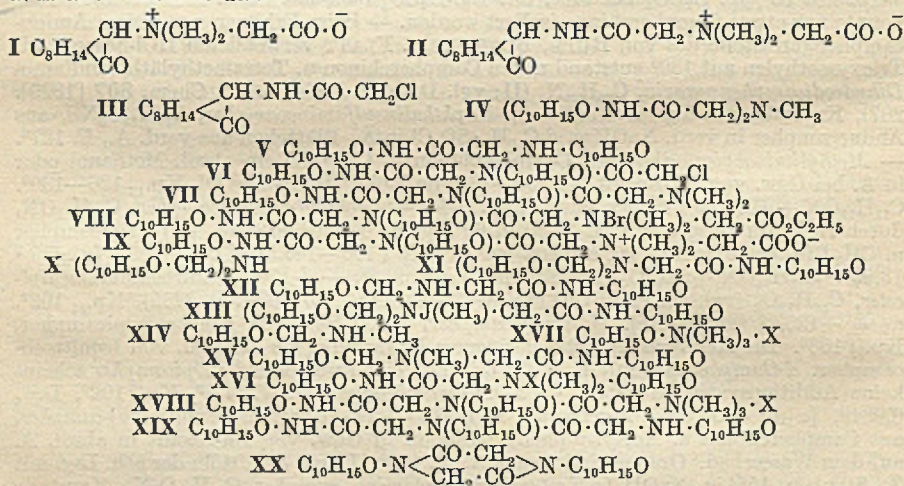 I C₈H₁₄<CH·N⁺(CH₃)₂·CH₂·CO·O⁻
CO
II C₈H₁₄<CH·NH·CO·CH₂·N⁺(CH₃)₂·CH₂·CO·O⁻
CO
III C₈H₁₄<CH·NH·CO·CH₂Cl
CO
IV (C₁₀H₁₅O·NH·CO·CH₂)₂N·CH₃
V C₁₀H₁₅O·NH·CO·CH₂·NH·C₁₀H₁₅O
VI C₁₀H₁₅O·NH·CO·CH₂·N(C₁₀H₁₅O)·CO·CH₂Cl
VII C₁₀H₁₅O·NH·CO·CH₂·N(C₁₀H₁₅O)·CO·CH₂·N(CH₃)₂
VIII C₁₀H₁₅O·NH·CO·CH₂·N(C₁₀H₁₅O)·CO·CH₂·NBr(CH₃)₂·CH₂·CO₂C₂H₅
IX C₁₀H₁₅O·NH·CO·CH₂·N(C₁₀H₁₅O)·CO·CH₂·N⁺(CH₃)₂·CH₂·COO⁻
X (C₁₀H₁₅O·CH₂)₂NH XI (C₁₀H₁₅O·CH₂)₂N·CH₂·CO·NH·C₁₀H₁₅O
XII C₁₀H₁₅O·CH₂·NH·CH₂·CO·NH·C₁₀H₁₅O
XIII (C₁₀H₁₅O·CH₂)₂NJ(CH₃)·CH₂·CO·NH·C₁₀H₁₅O
XIV C₁₀H₁₅O·CH₂·NH·CH₃ XVII C₁₀H₁₅O·N(CH₃)₃·X
XV C₁₀H₁₅O·CH₂·N(CH₃)·CH₂·CO·NH·C₁₀H₁₅O
XVI C₁₀H₁₅O·NH·CO·CH₂·NX(CH₃)₂·C₁₀H₁₅O
XVIII C₁₀H₁₅O·NH·CO·CH₂·N(C₁₀H₁₅O)·CO·CH₂·N(CH₃)₃·X
XIX C₁₀H₁₅O·NH·CO·CH₂·N(C₁₀H₁₅O)·CO·CH₂·NH·C₁₀H₁₅O
XX C₁₀H₁₅O·N<CO·CH₂>N·C₁₀H₁₅O
CH₂·CO